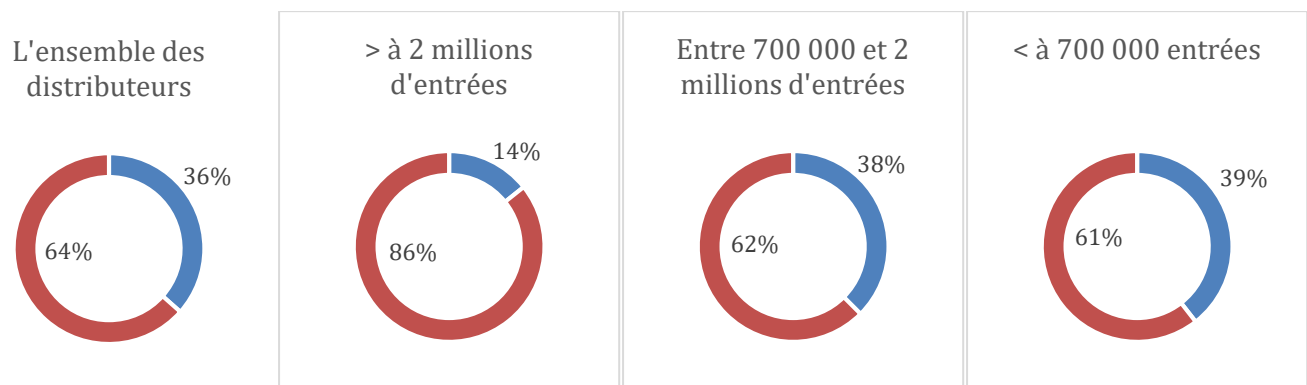 L'ensemble des
distributeurs
36%
64%
> à 2 millions
d'entrées
14%
86%
Entre 700 000 et 2
millions d'entrées
38%
62%
< à 700 000 entrées
39%
61%